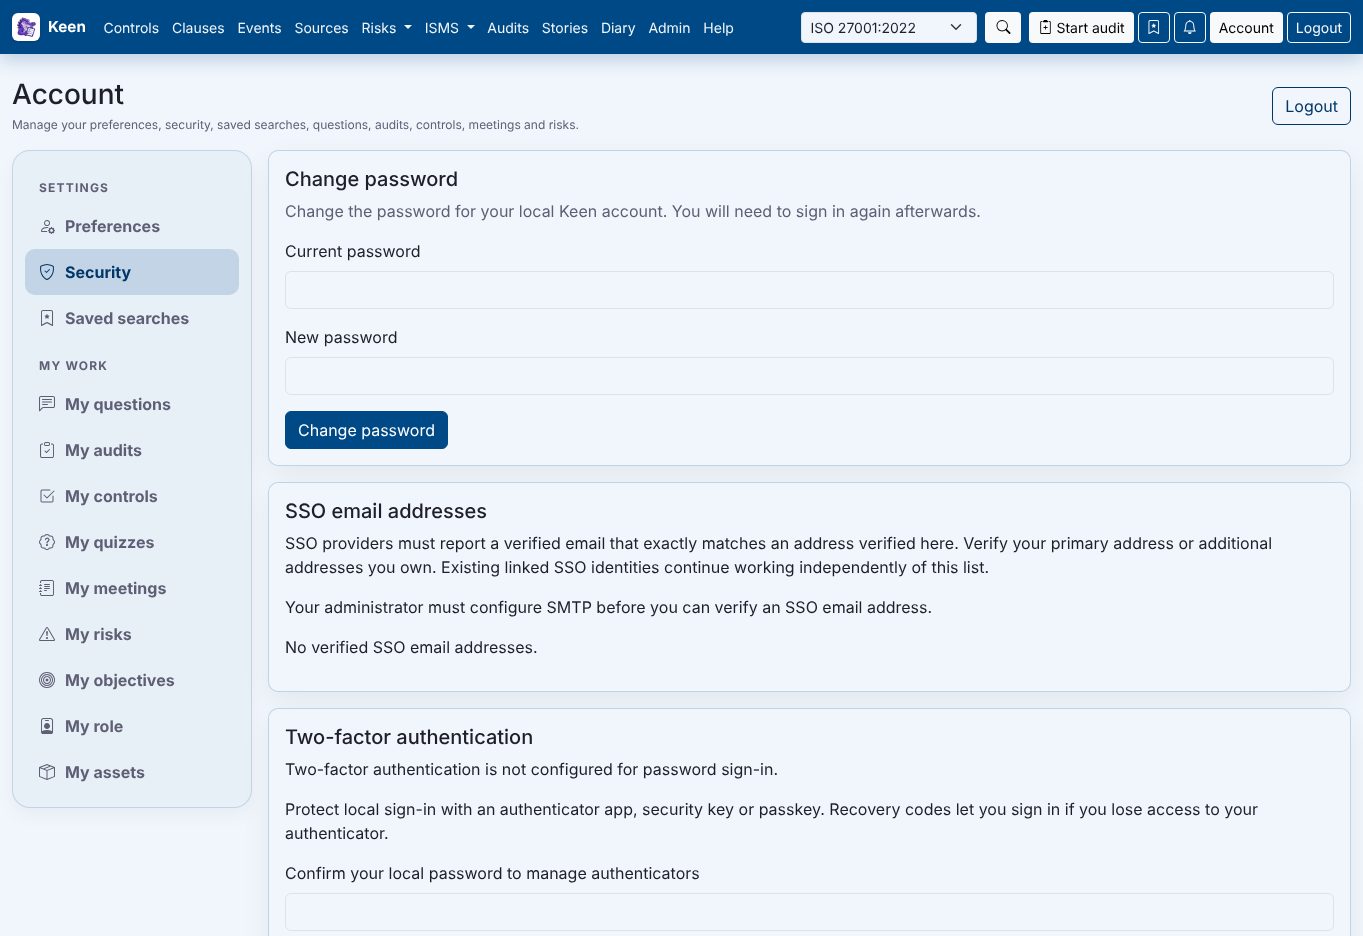 Keen Controls Clauses Events Sources Risks ISMS Audits Stories Diary Admin Help ISO 27001:2022 Start audit Account Logout
Account
Logout
Manage your preferences, security, saved searches, questions, audits, controls, meetings and risks.
SETTINGS
Preferences
Security
Saved searches
MY WORK
My questions
My audits
My controls
My quizzes
My meetings
My risks
My objectives
My role
My assets
Change password
Change the password for your local Keen account. You will need to sign in again afterwards.
Current password
New password
Change password
SSO email addresses
SSO providers must report a verified email that exactly matches an address verified here. Verify your primary address or additional
addresses you own. Existing linked SSO identities continue working independently of this list.
Your administrator must configure SMTP before you can verify an SSO email address.
No verified SSO email addresses.
Two-factor authentication
Two-factor authentication is not configured for password sign-in.
Protect local sign-in with an authenticator app, security key or passkey. Recovery codes let you sign in if you lose access to your
authenticator.
Confirm your local password to manage authenticators